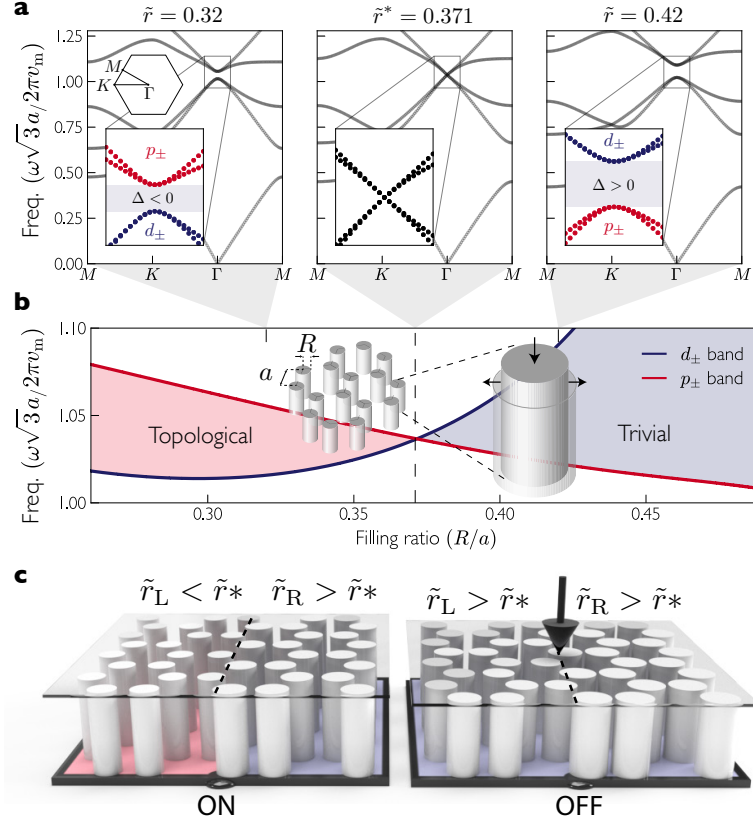 a
r̃ = 0.32
r̃* = 0.371
r̃ = 0.42
Freq. (ω√3a/2πv_m)
1.25
1.00
0.75
0.50
0.25
0.00
M
K
Γ
p±
Δ < 0
d±
d±
Δ > 0
p±
M K Γ M
M K Γ M
M K Γ M
b
Freq. (ω√3a/2πv_m)
1.10
1.05
1.00
R
a
Topological
Trivial
d± band
p± band
0.30 0.35 0.40 0.45
Filling ratio (R/a)
c
r̃_L < r̃* r̃_R > r̃*
r̃_L > r̃* r̃_R > r̃*
ON
OFF